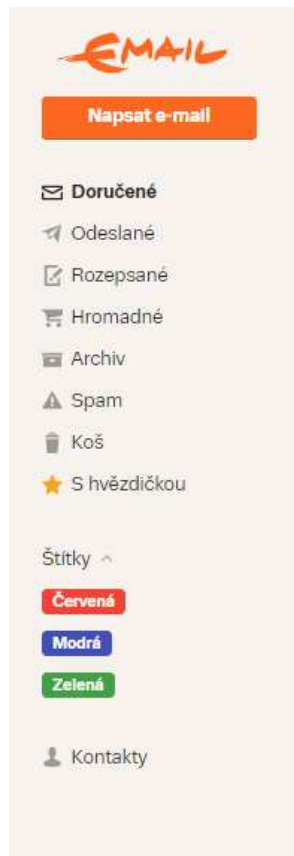 EMAIL
Napsat e-mail
Doručené
Odeslané
Rozepsané
Hromadné
Archiv
Spam
Koš
S hvězdičkou
Štítky
Červená
Modrá
Zelená
Kontakty